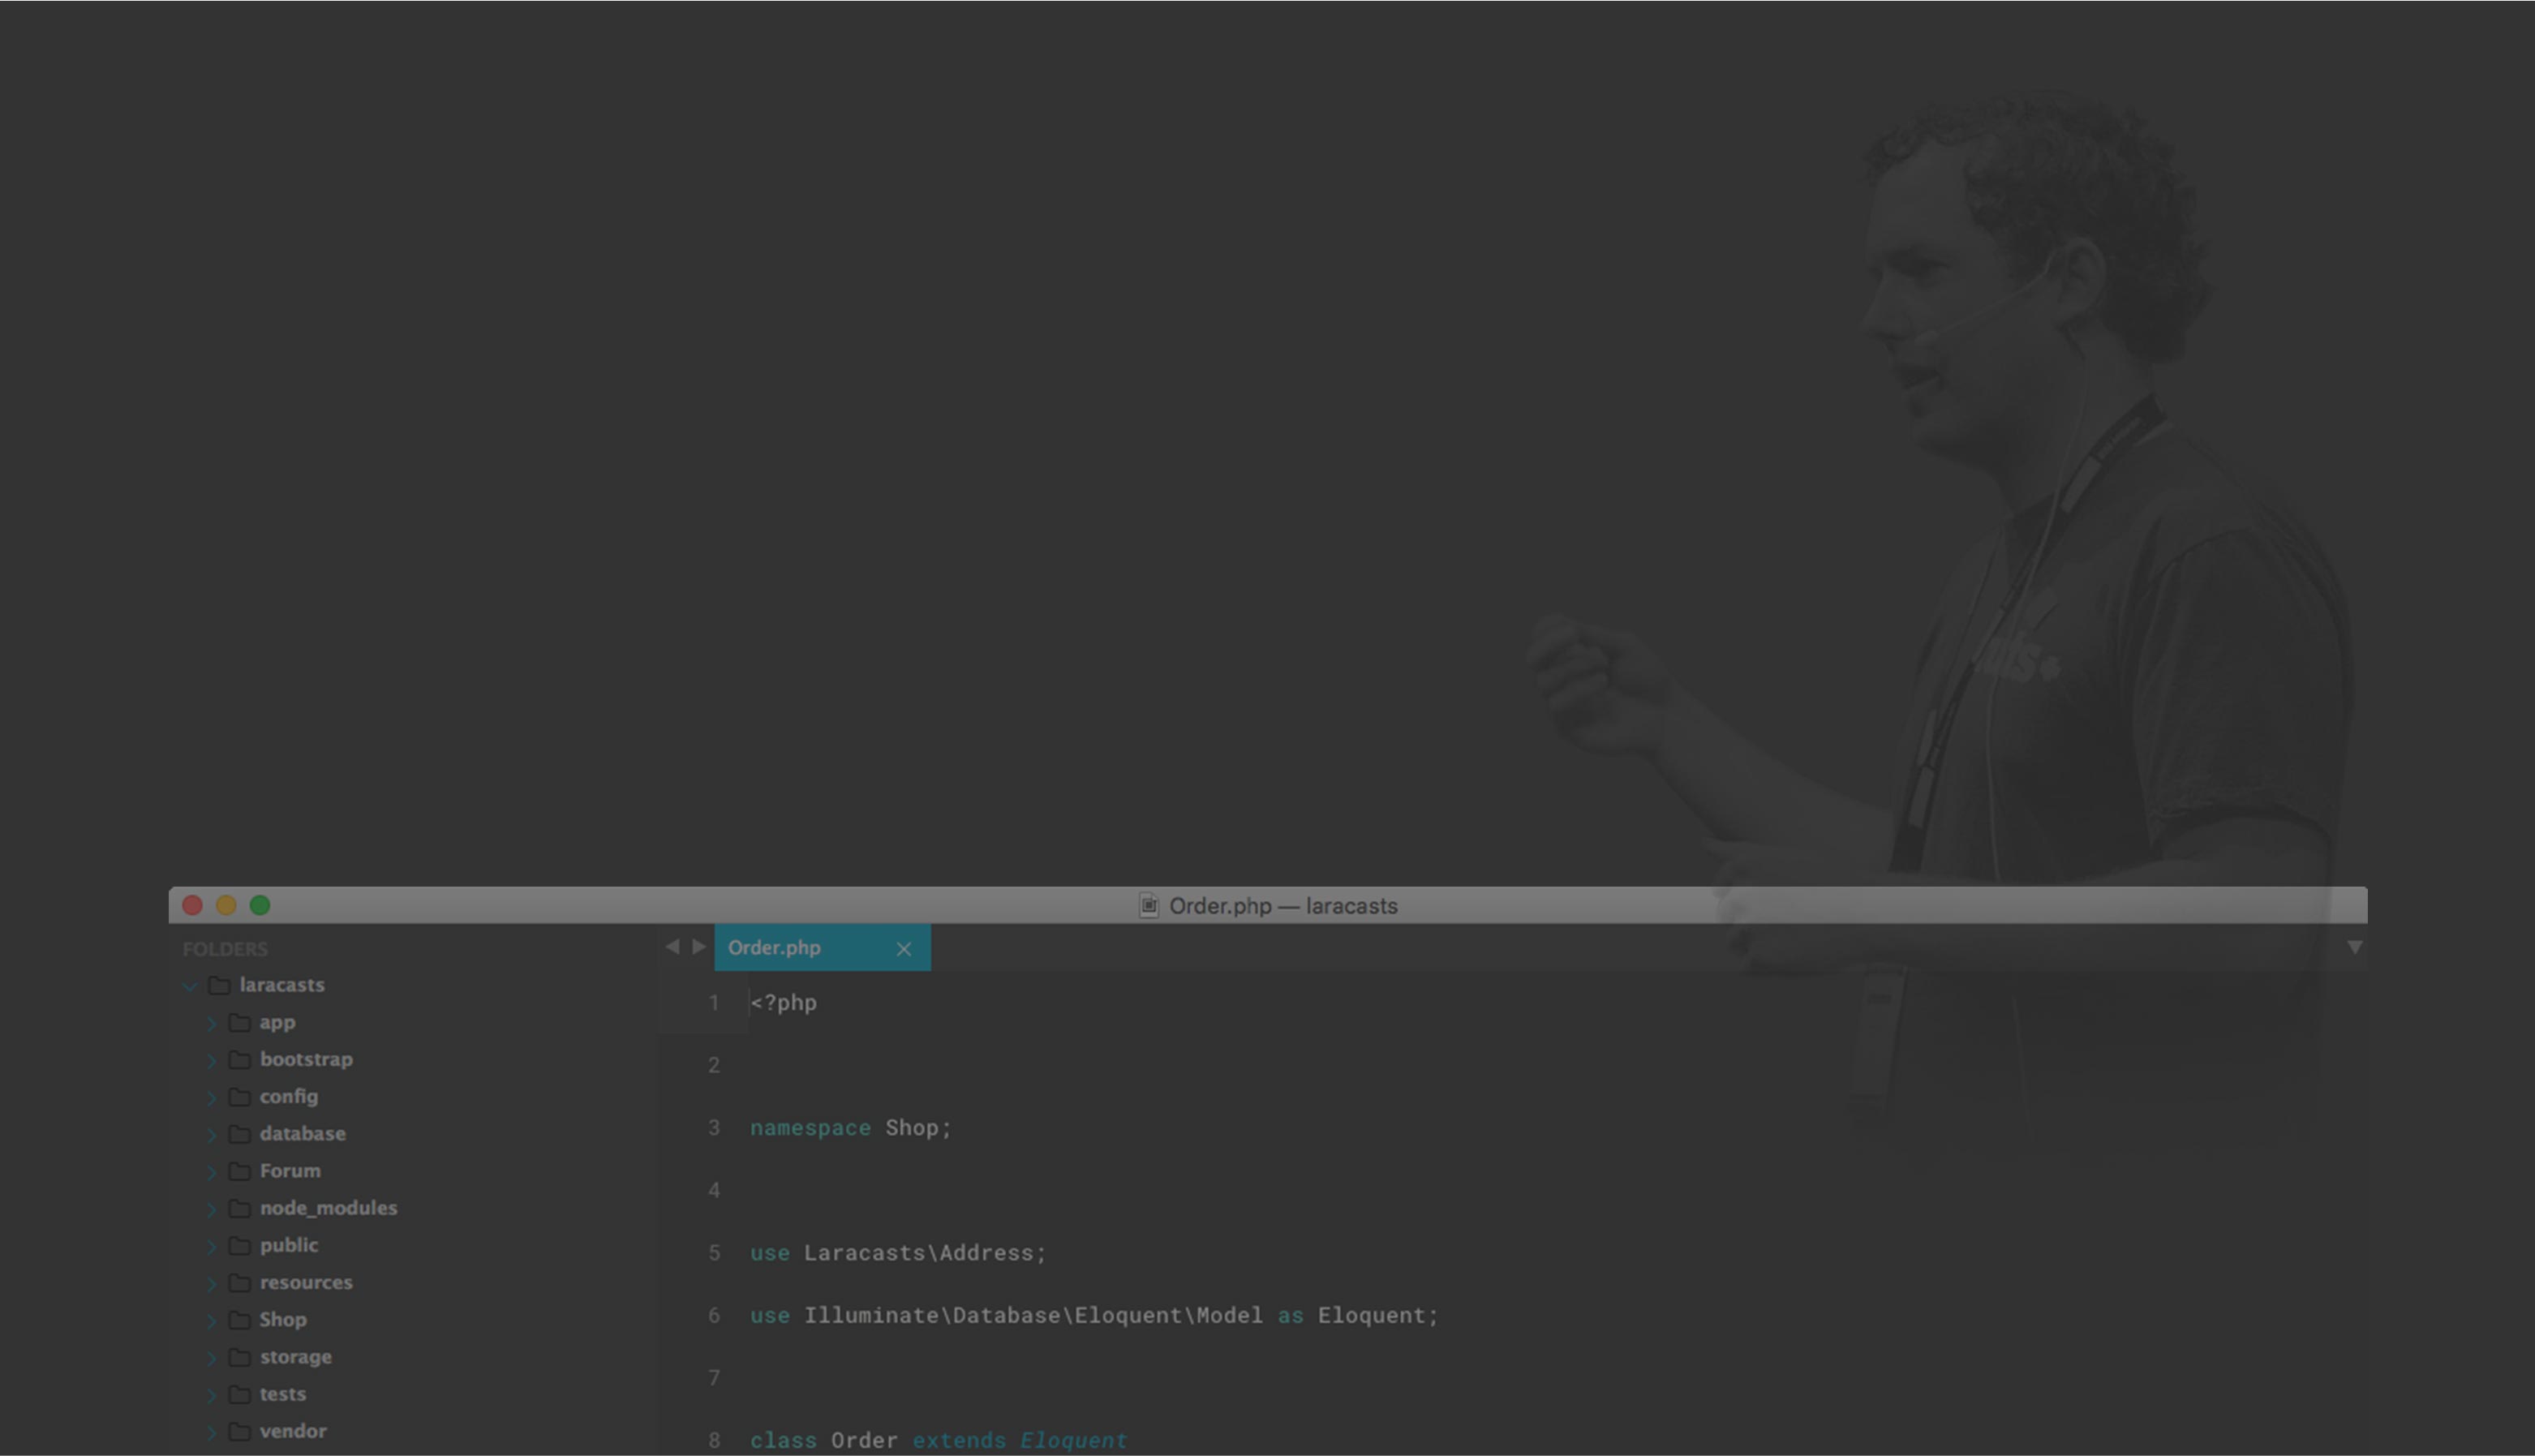 Order.php — laracasts
FOLDERS
laracasts
app
bootstrap
config
database
Forum
node_modules
public
resources
Shop
storage
tests
vendor
Order.php
1 <?php
2
3 namespace Shop;
4
5 use Laracasts\Address;
6 use Illuminate\Database\Eloquent\Model as Eloquent;
7
8 class Order extends Eloquent